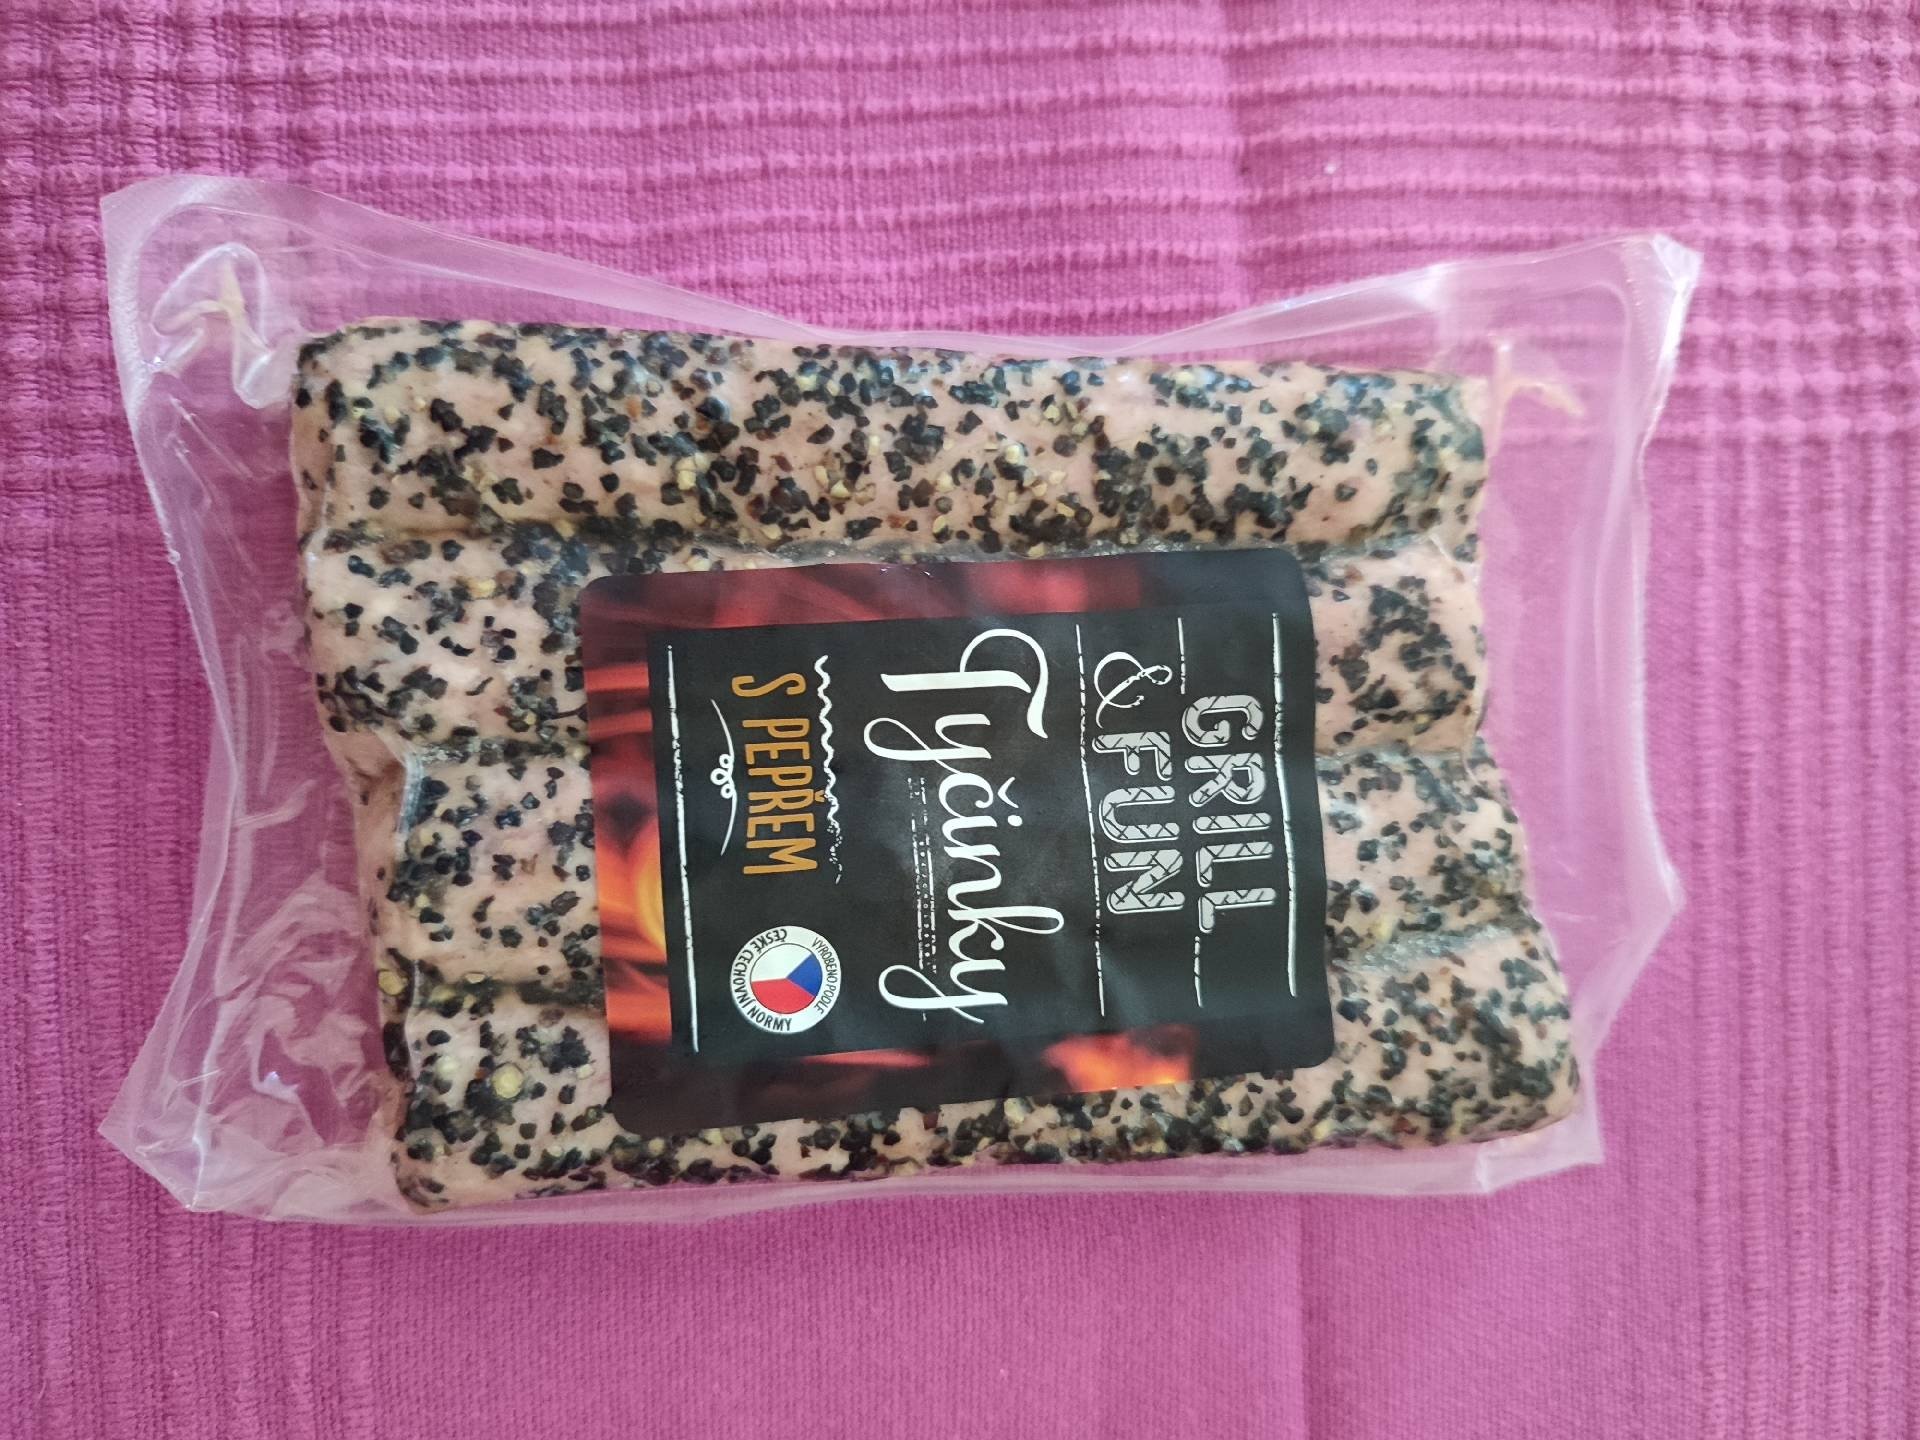 GRILL
& FUN
Tyčinky
S PEPŘEM
VYROBENO PODLE
ČESKÉ CECHOVNÍ NORMY